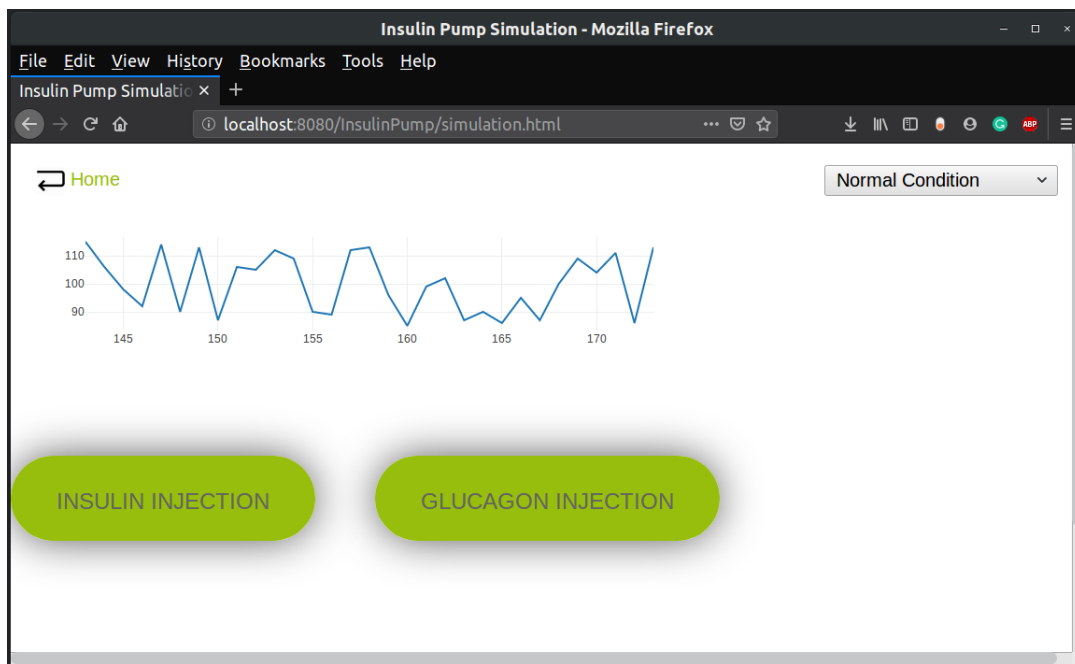 Insulin Pump Simulation - Mozilla Firefox
File Edit View History Bookmarks Tools Help
Insulin Pump Simulatio
localhost:8080/InsulinPump/simulation.html
ABP
Home
Normal Condition
110
100
90
145 150 155 160 165 170
INSULIN INJECTION GLUCAGON INJECTION